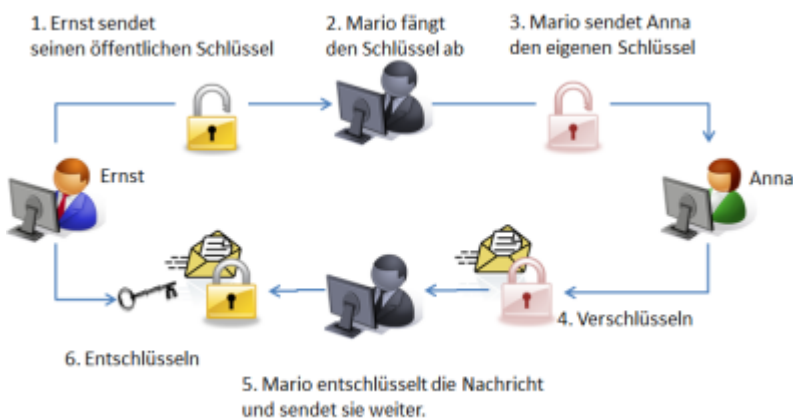 1. Ernst sendet
seinen öffentlichen Schlüssel
2. Mario fängt
den Schlüssel ab
3. Mario sendet Anna
den eigenen Schlüssel
Ernst
Anna
4. Verschlüsseln
6. Entschlüsseln
5. Mario entschlüsselt die Nachricht
und sendet sie weiter.